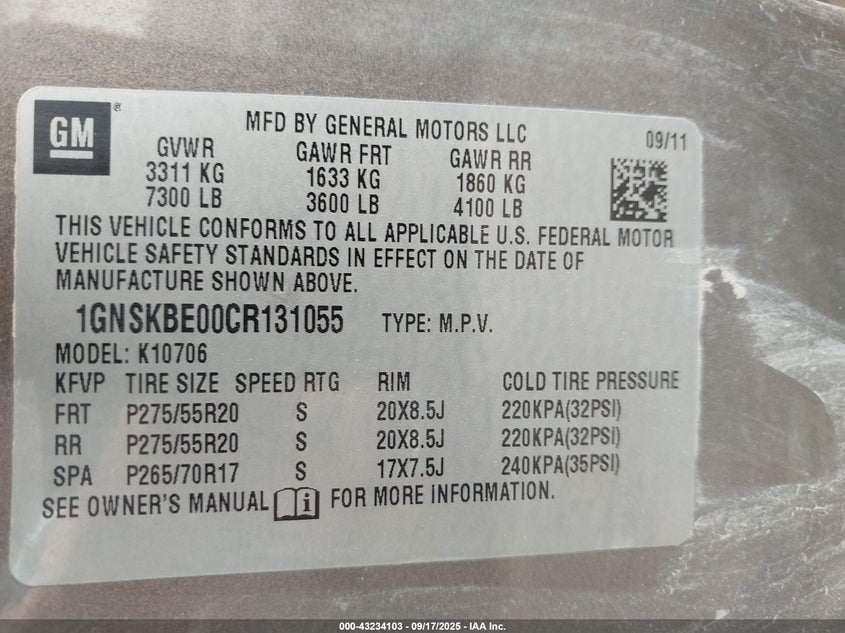 GM ®
MFD BY GENERAL MOTORS LLC
09/11
GVWR GAWR FRT GAWR RR
3311 KG 1633 KG 1860 KG
7300 LB 3600 LB 4100 LB
THIS VEHICLE CONFORMS TO ALL APPLICABLE U.S. FEDERAL MOTOR
VEHICLE SAFETY STANDARDS IN EFFECT ON THE DATE OF
MANUFACTURE SHOWN ABOVE.
1GNSKBE00CR131055 TYPE: M.P.V.
MODEL: K10706
KFVP TIRE SIZE SPEED RTG RIM COLD TIRE PRESSURE
FRT P275/55R20 S 20X8.5J 220KPA(32PSI)
RR P275/55R20 S 20X8.5J 220KPA(32PSI)
SPA P265/70R17 S 17X7.5J 240KPA(35PSI)
SEE OWNER'S MANUAL i FOR MORE INFORMATION.
000-43234103 - 09/17/2025 - IAA Inc.